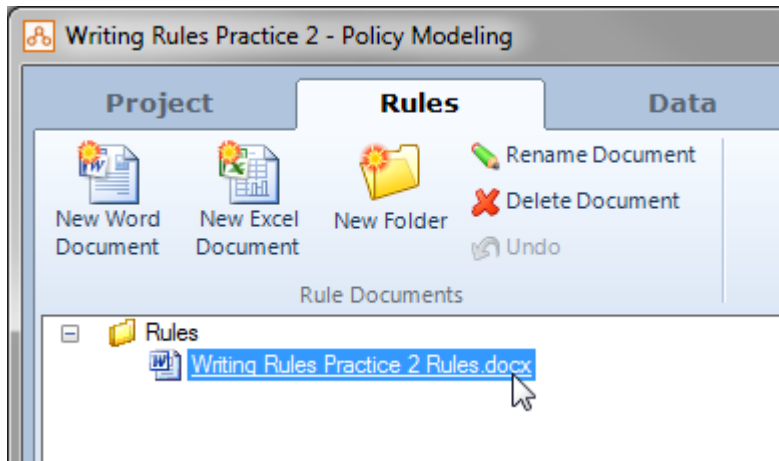 Writing Rules Practice 2 - Policy Modeling
Project Rules Data
New Word Document
New Excel Document
New Folder
Rename Document
Delete Document
Undo
Rule Documents
Rules
Writing Rules Practice 2 Rules.docx